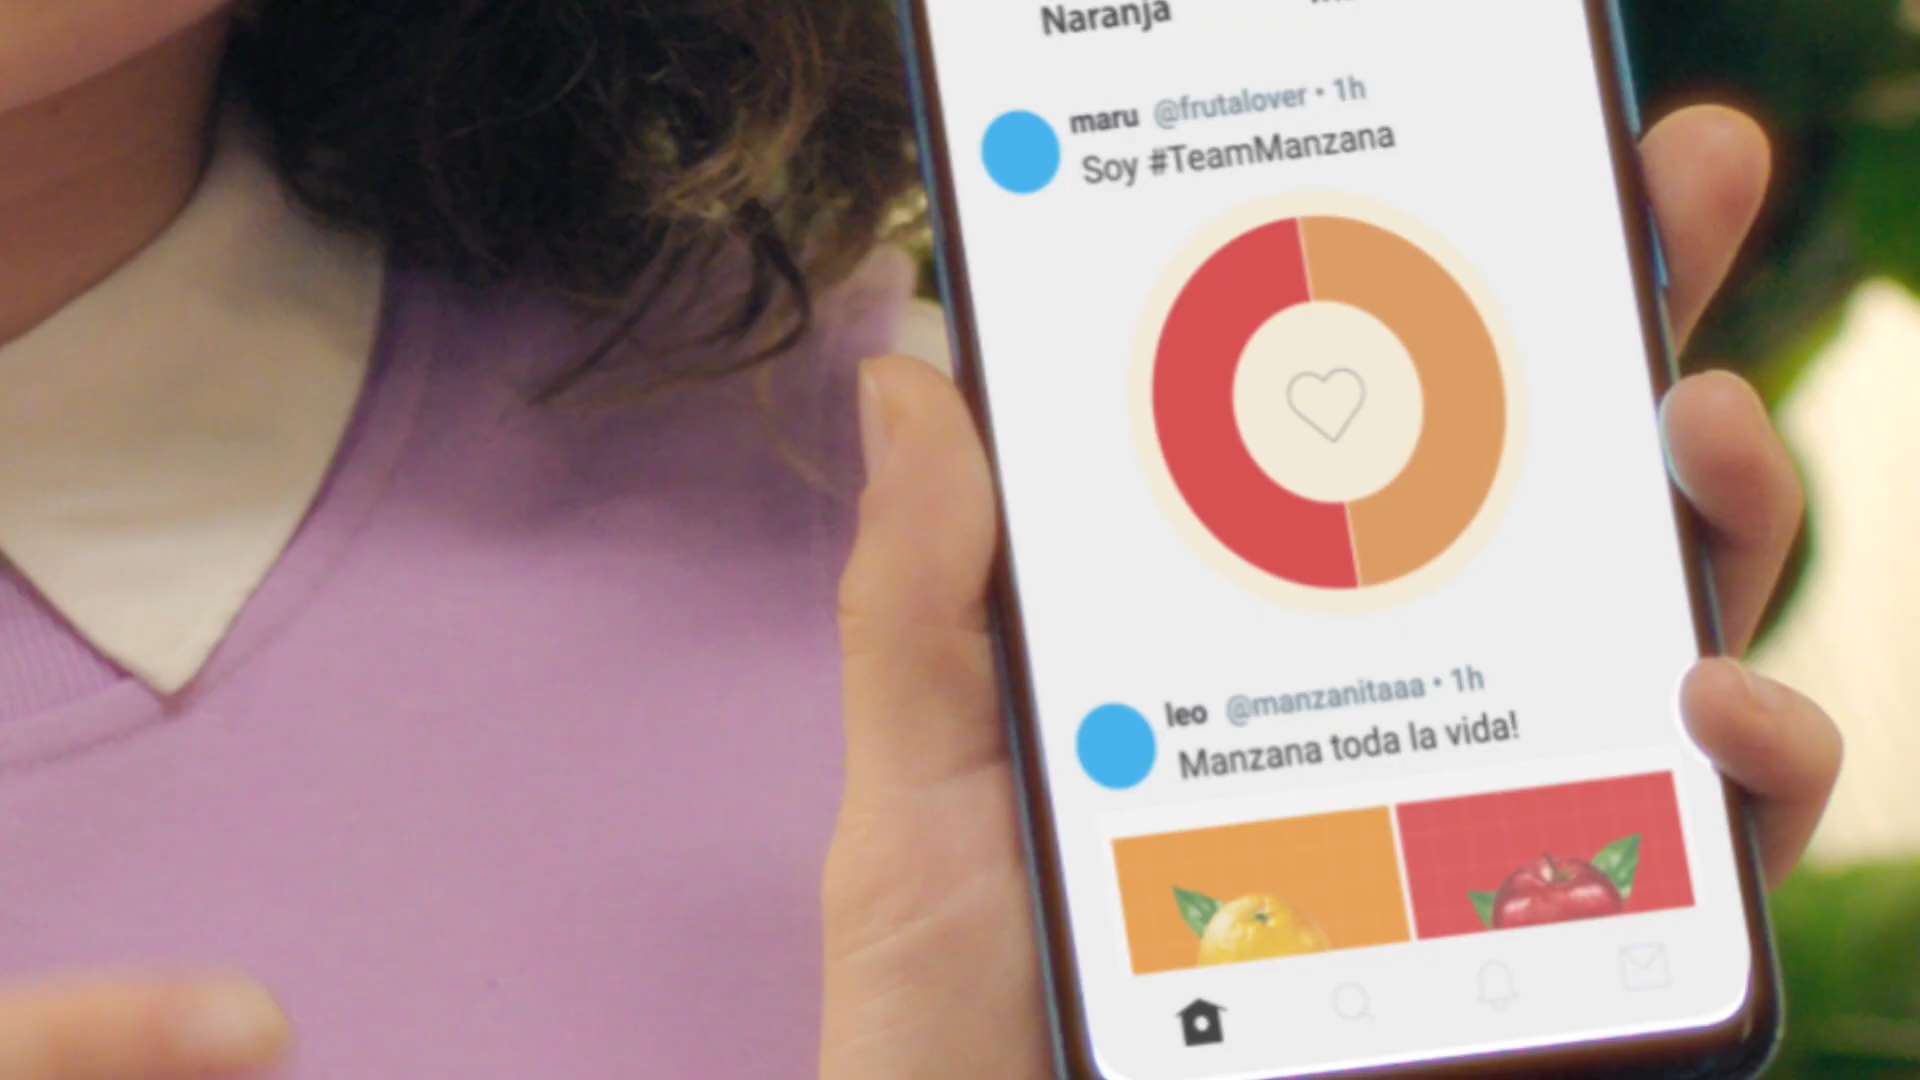 Naranja
maru @frutalover • 1h
Soy #TeamManzana
leo @manzanitaaa • 1h
Manzana toda la vida!